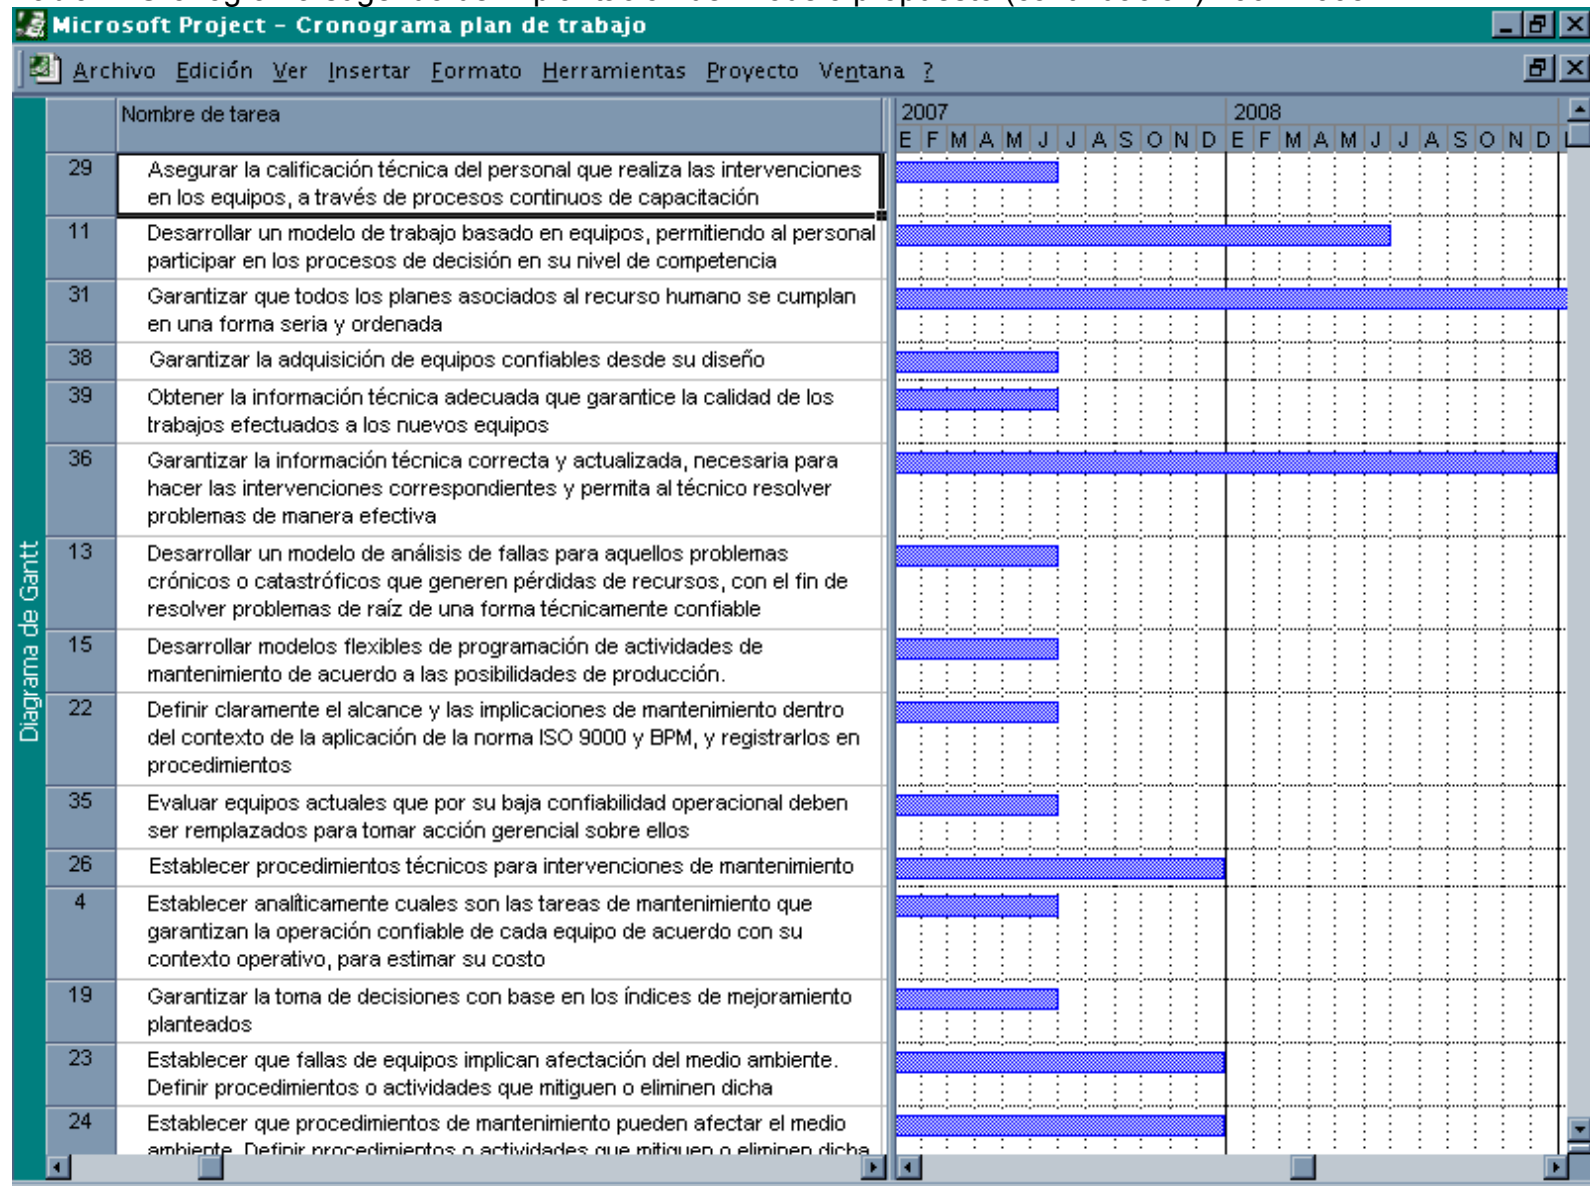 Microsoft Project - Cronograma plan de trabajo
Archivo Edición Ver Insertar Formato Herramientas Proyecto Ventana ?
Nombre de tarea
2007 2008
E F M A M J J A S O N D E F M A M J J A S O N D
29 Asegurar la calificación técnica del personal que realiza las intervenciones
en los equipos, a través de procesos continuos de capacitación
11 Desarrollar un modelo de trabajo basado en equipos, permitiendo al personal
participar en los procesos de decisión en su nivel de competencia
31 Garantizar que todos los planes asociados al recurso humano se cumplan
en una forma seria y ordenada
38 Garantizar la adquisición de equipos confiables desde su diseño
39 Obtener la información técnica adecuada que garantice la calidad de los
trabajos efectuados a los nuevos equipos
36 Garantizar la información técnica correcta y actualizada, necesaria para
hacer las intervenciones correspondientes y permita al técnico resolver
problemas de manera efectiva
13 Desarrollar un modelo de análisis de fallas para aquellos problemas
crónicos o catastróficos que generen pérdidas de recursos, con el fin de
resolver problemas de raíz de una forma técnicamente confiable
15 Desarrollar modelos flexibles de programación de actividades de
mantenimiento de acuerdo a las posibilidades de producción.
22 Definir claramente el alcance y las implicaciones de mantenimiento dentro
del contexto de la aplicación de la norma ISO 9000 y BPM, y registrarlos en
procedimientos
35 Evaluar equipos actuales que por su baja confiabilidad operacional deben
ser remplazados para tomar acción gerencial sobre ellos
26 Establecer procedimientos técnicos para intervenciones de mantenimiento
4 Establecer analíticamente cuales son las tareas de mantenimiento que
garantizan la operación confiable de cada equipo de acuerdo con su
contexto operativo, para estimar su costo
19 Garantizar la toma de decisiones con base en los índices de mejoramiento
planteados
23 Establecer que fallas de equipos implican afectación del medio ambiente.
Definir procedimientos o actividades que mitiguen o eliminen dicha
24 Establecer que procedimientos de mantenimiento pueden afectar el medio
ambiente. Definir procedimientos o actividades que mitiguen o eliminen dicha
Diagrama de Gantt